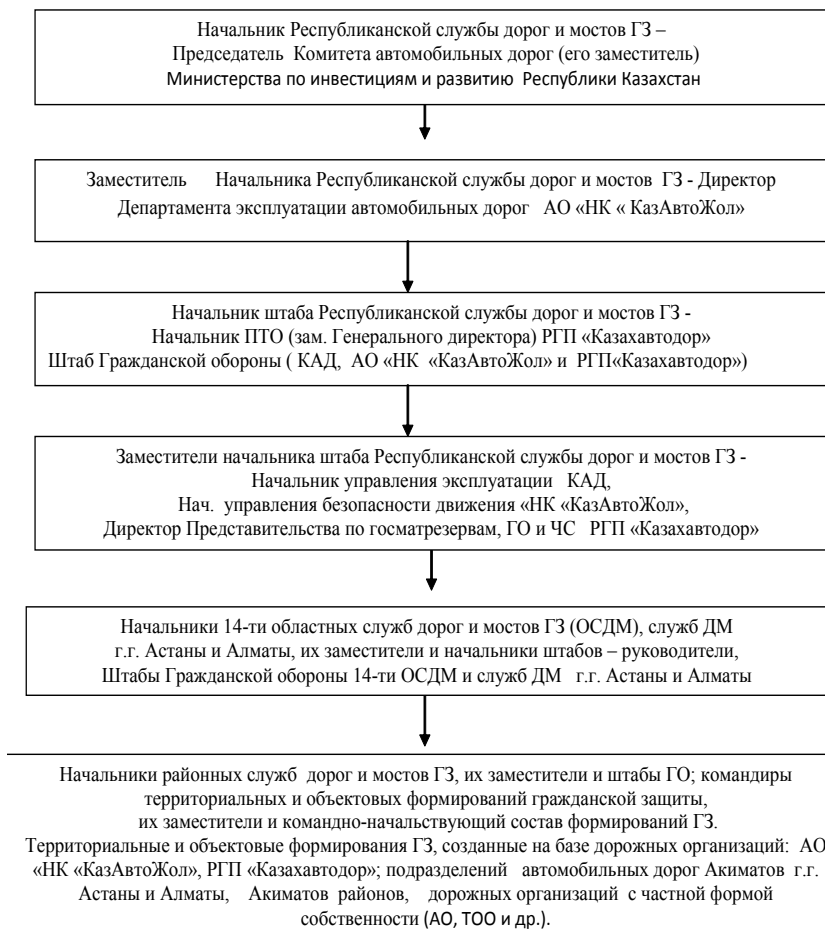 Начальник Республиканской службы дорог и мостов ГЗ –
Председатель Комитета автомобильных дорог (его заместитель)
Министерства по инвестициям и развитию Республики Казахстан
Заместитель Начальника Республиканской службы дорог и мостов ГЗ - Директор
Департамента эксплуатации автомобильных дорог АО «НК « КазАвтоЖол»
Начальник штаба Республиканской службы дорог и мостов ГЗ -
Начальник ПТО (зам. Генерального директора) РГП «Казахавтодор»
Штаб Гражданской обороны ( КАД, АО «НК «КазАвтоЖол» и РГП«Казахавтодор»)
Заместители начальника штаба Республиканской службы дорог и мостов ГЗ -
Начальник управления эксплуатации КАД,
Нач. управления безопасности движения «НК «КазАвтоЖол»,
Директор Представительства по госматрезервам, ГО и ЧС РГП «Казахавтодор»
Начальники 14-ти областных служб дорог и мостов ГЗ (ОСДМ), служб ДМ
г.г. Астаны и Алматы, их заместители и начальники штабов – руководители,
Штабы Гражданской обороны 14-ти ОСДМ и служб ДМ г.г. Астаны и Алматы
Начальники районных служб дорог и мостов ГЗ, их заместители и штабы ГО; командиры
территориальных и объектовых формирований гражданской защиты,
их заместители и командно-начальствующий состав формирований ГЗ.
Территориальные и объектовые формирования ГЗ, созданные на базе дорожных организаций: АО
«НК «КазАвтоЖол», РГП «Казахавтодор»; подразделений автомобильных дорог Акиматов г.г.
Астаны и Алматы, Акиматов районов, дорожных организаций с частной формой
собственности (АО, ТОО и др.).